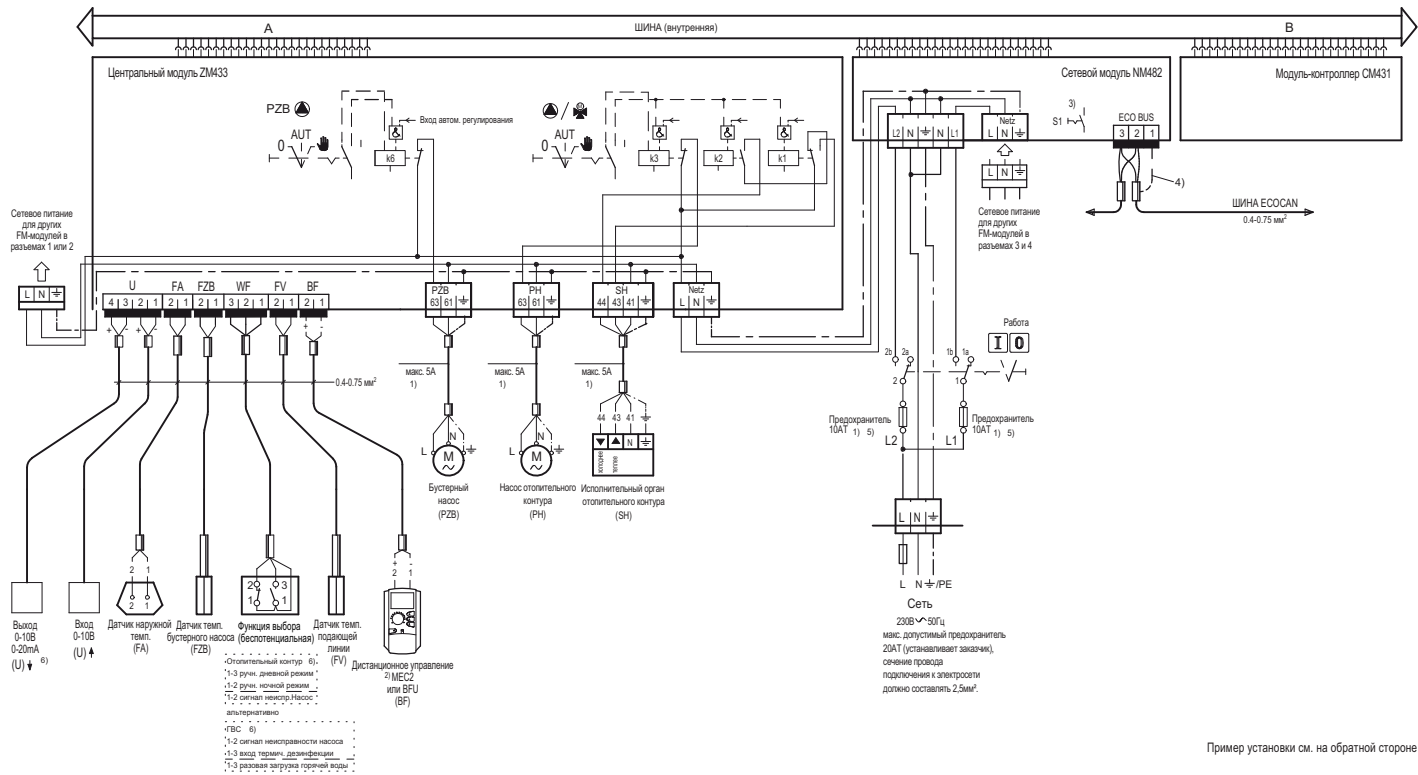 A
ШИНА (внутренняя)
B
Центральный модуль ZM433
Сетевой модуль NM482
Модуль-контроллер CM431
PZB
Вход автом. регулирования
AUT
0
k6
/
M
AUT
0
k3
k2
k1
L2 N N L1
Netz
L N
3)
S1
ECO BUS
3 2 1
L N
4)
Сетевое питание
для других
FM-модулей в
разъемах 3 и 4
ШИНА ECOCAN
0.4-0.75 мм²
Сетевое питание
для других
FM-модулей в
разъемах 1 или 2
L N
U
FA
FZB
WF
FV
BF
4 3 2 1
2 1
2 1
3 2 1
2 1
2 1
+ - + -
+ -
PZB
63 61
PH
63 61
SH
44 43 41
Netz
L N
0.4-0.75 мм²
макс. 5А
1)
макс. 5А
1)
макс. 5А
1)
Работа
I 0
2b 2a
1b 1a
2
1
Предохранитель
10АТ 1) 5)
Предохранитель
10АТ 1) 5)
L2
L1
44 43 41
N
холоднее
теплее
L N
M
L N
M
Бустерный
насос
(PZB)
Насос отопительного
контура
(PH)
Исполнительный орган
отопительного контура
(SH)
L N
L N /PE
Сеть
230В 50Гц
макс. допустимый предохранитель
20АТ (устанавливает заказчик),
сечение провода
подключения к электросети
должно составлять 2,5мм².
2 1
2 1
2 3
1 1
+ -
2 1
Выход
0-10В
0-20mA
(U) 6)
Вход
0-10В
(U)
Датчик наружной
темп.
(FA)
Датчик темп.
бустерного насоса
(FZB)
Функция выбора
(беспотенциальная)
Датчик темп.
подающей
линии
(FV)
Дистанционное управление
2) MEC2
или BFU
(BF)
Отопительный контур 6)
1-3 ручн. дневной режим
1-2 ручн. ночной режим
1-2 сигнал неиспр.Насос
альтернативно
ГВС 6)
1-2 сигнал неисправности насоса
1-3 вход термич. дезинфекции
1-3 разовая загрузка горячей воды
Пример установки см. на обратной стороне